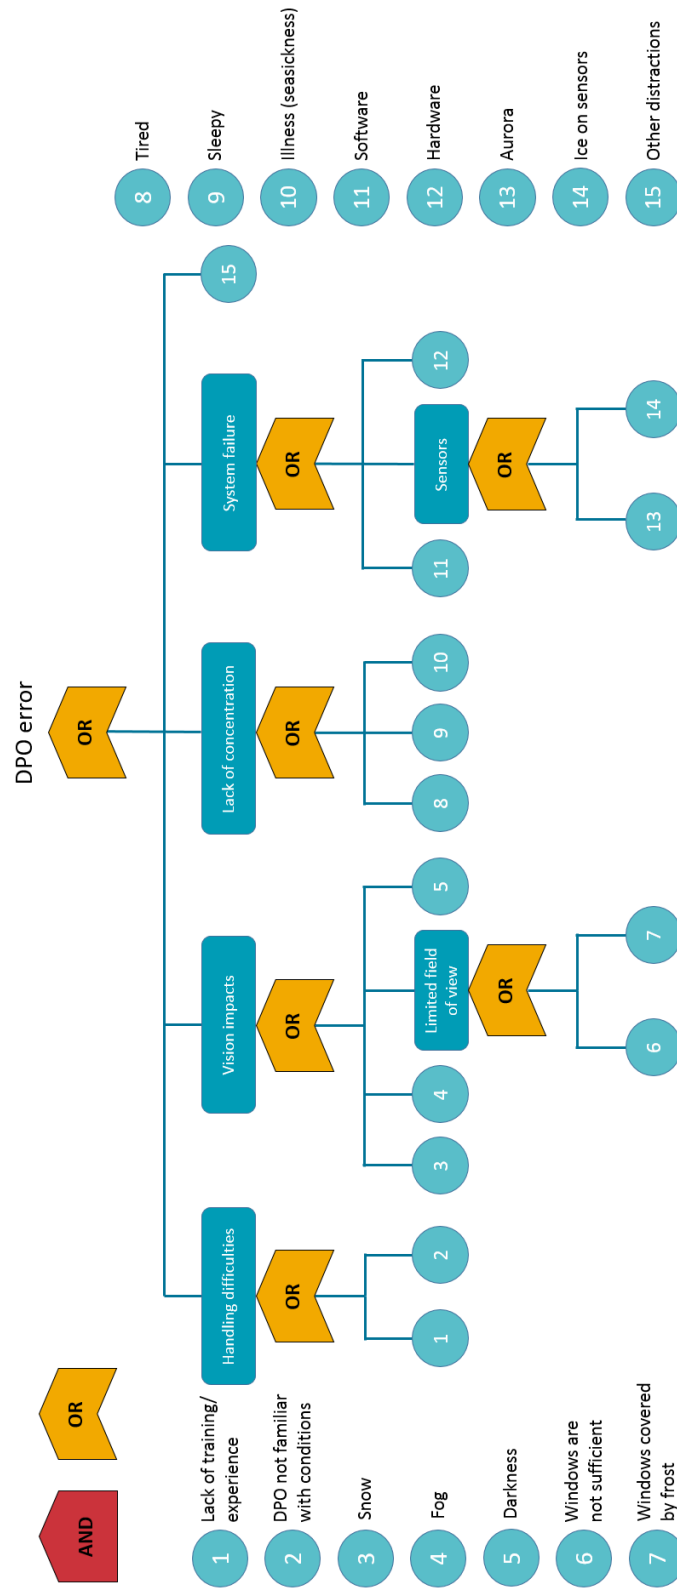 DPO error
AND
OR
OR
Handling difficulties
Vision impacts
Lack of concentration
System failure
15
OR
OR
OR
OR
1
2
3
4
Limited field
of view
5
8
9
10
11
Sensors
12
OR
OR
6
7
13
14
1
Lack of training/
experience
2
DPO not familiar
with conditions
3
Snow
4
Fog
5
Darkness
6
Windows are
not sufficient
7
Windows covered
by frost
8
Tired
9
Sleepy
10
Illness (seasickness)
11
Software
12
Hardware
13
Aurora
14
Ice on sensors
15
Other distractions